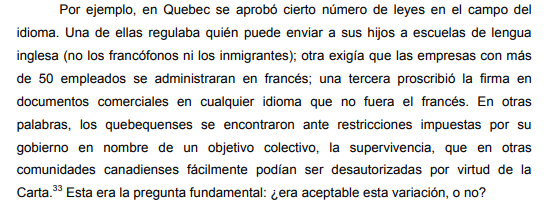 Por ejemplo, en Quebec se aprobó cierto número de leyes en el campo del
idioma. Una de ellas regulaba quién puede enviar a sus hijos a escuelas de lengua
inglesa (no los francófonos ni los inmigrantes); otra exigía que las empresas con más
de 50 empleados se administraran en francés; una tercera proscribió la firma en
documentos comerciales en cualquier idioma que no fuera el francés. En otras
palabras, los quebequenses se encontraron ante restricciones impuestas por su
gobierno en nombre de un objetivo colectivo, la supervivencia, que en otras
comunidades canadienses fácilmente podían ser desautorizadas por virtud de la
Carta.³³ Esta era la pregunta fundamental: ¿era aceptable esta variación, o no?